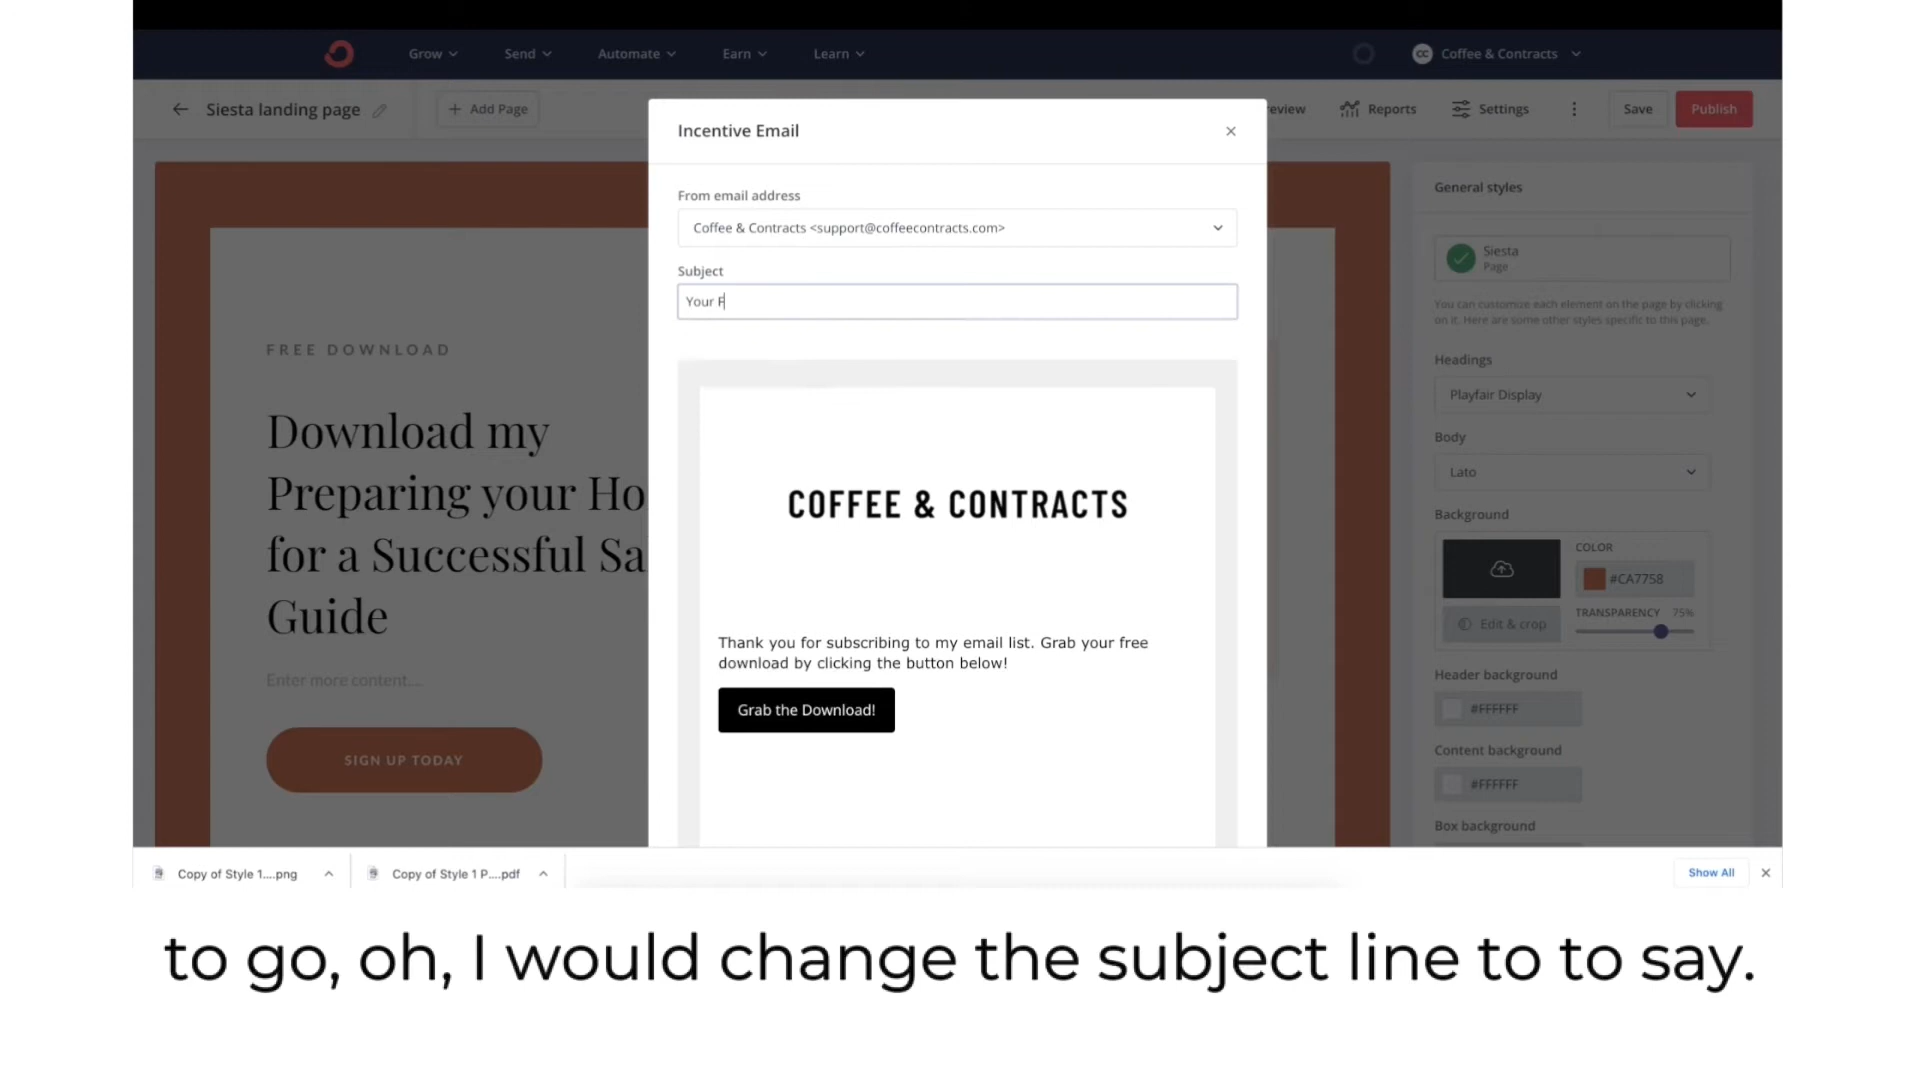 Grow
Send
Automate
Earn
Learn
CC
Coffee & Contracts
Siesta landing page
+ Add Page
Reports
Settings
Save
Publish
Incentive Email
From email address
Coffee & Contracts <support@coffeecontracts.com>
Subject
Your F
COFFEE & CONTRACTS
Thank you for subscribing to my email list. Grab your free
download by clicking the button below!
Grab the Download!
FREE DOWNLOAD
Download my
Preparing your Ho
for a Successful Sa
Guide
Enter more content...
SIGN UP TODAY
General styles
Siesta
Page
You can customize each element on the page by clicking
on it. Here are some other styles specific to this page.
Headings
Playfair Display
Body
Lato
Background
COLOR
#CA7758
TRANSPARENCY 75%
Edit & crop
Header background
#FFFFFF
Content background
#FFFFFF
Box background
Copy of Style 1....png
Copy of Style 1 P....pdf
Show All
to go, oh, I would change the subject line to to say.